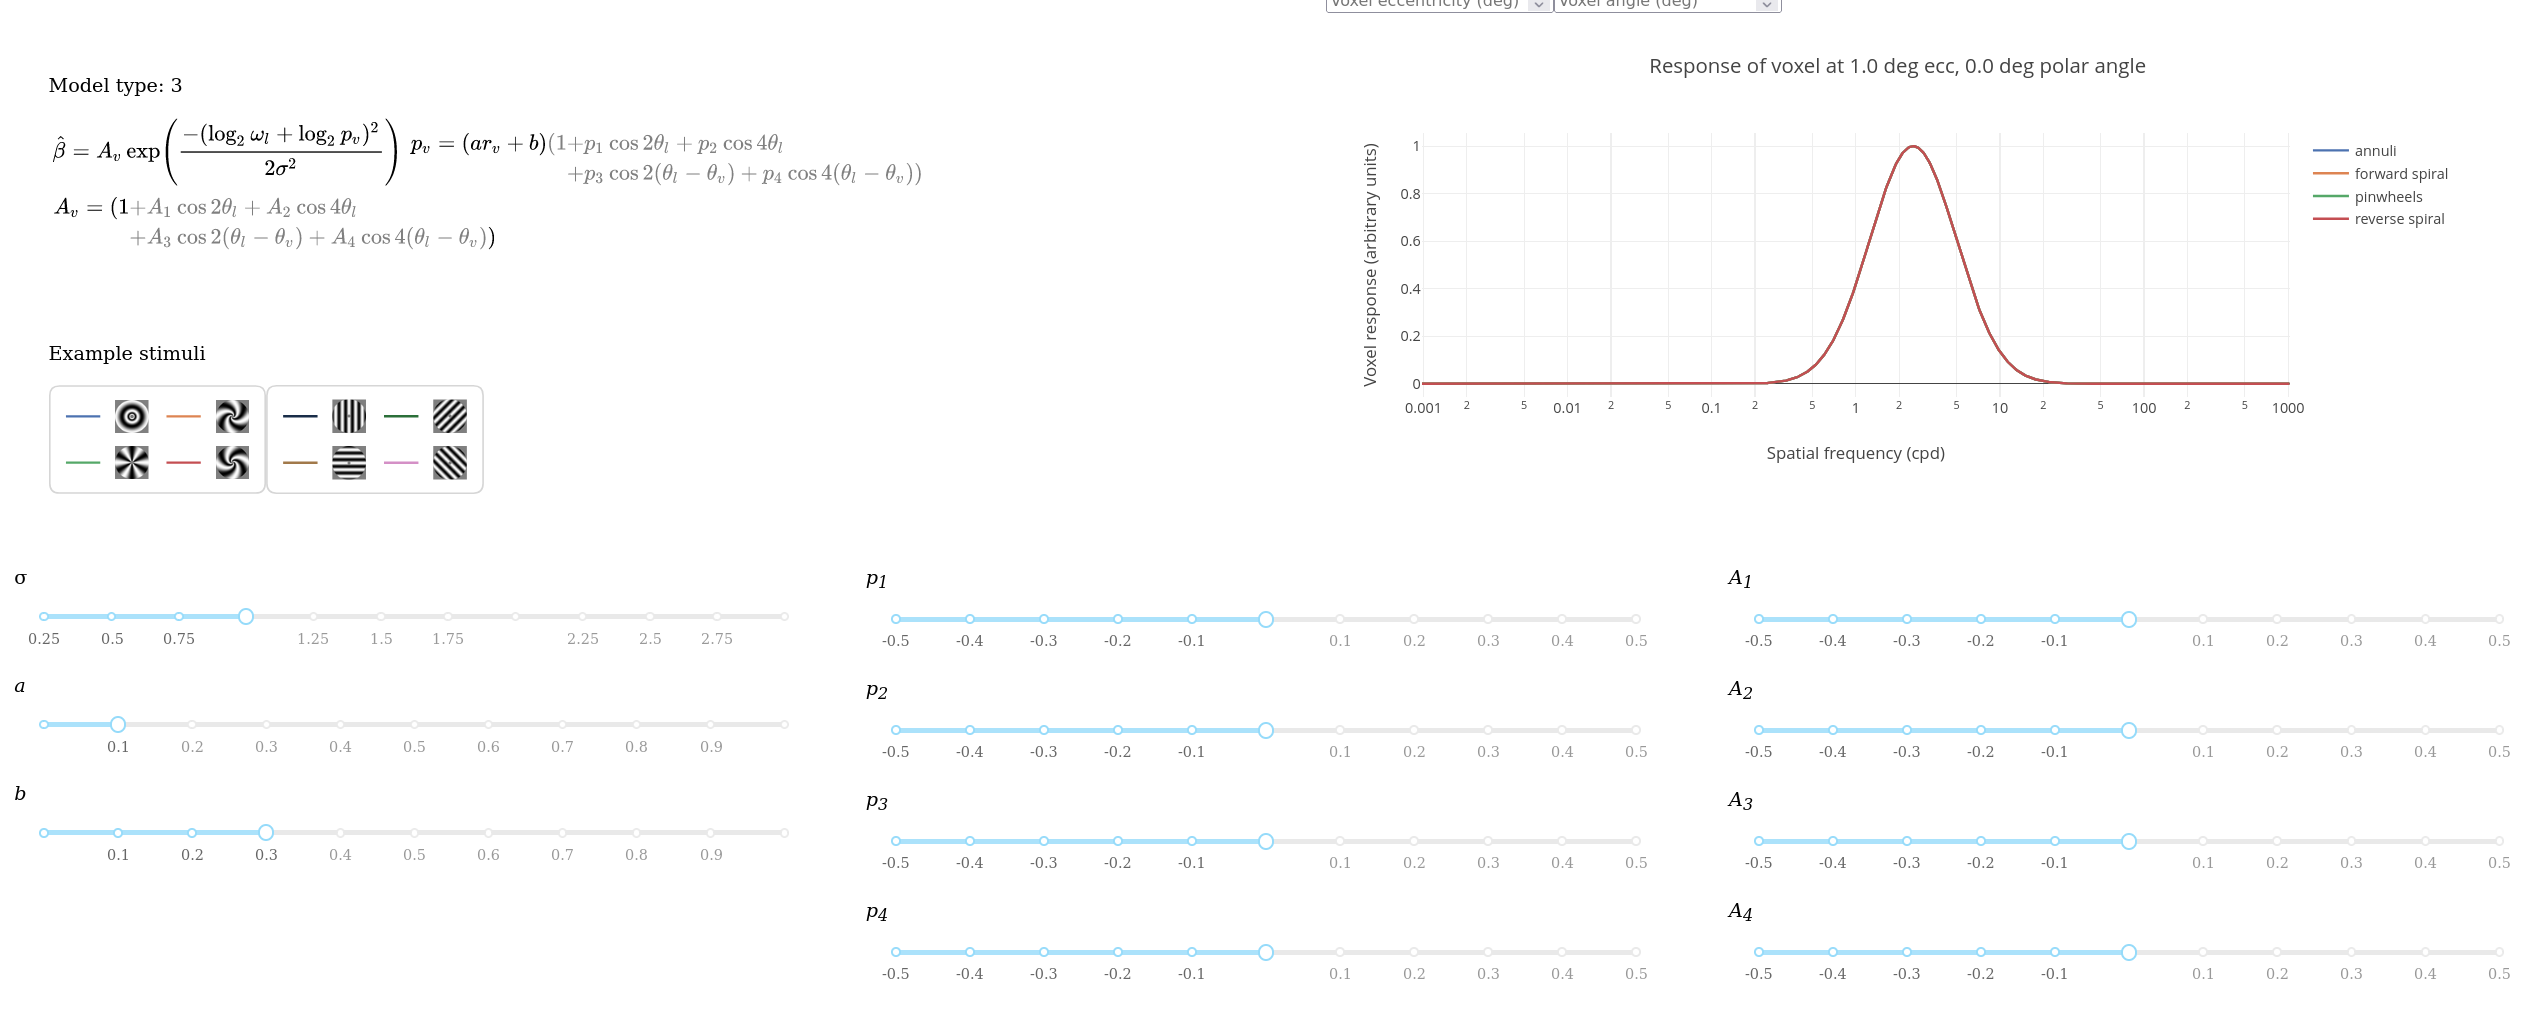 voxel eccentricity (deg) voxel angle (deg)
Response of voxel at 1.0 deg ecc, 0.0 deg polar angle
Model type: 3
β̂ = A_v exp(−(log₂ ω_l + log₂ p_v)² / 2σ²) p_v = (ar_v + b)(1+p₁ cos 2θ_l + p₂ cos 4θ_l
+p₃ cos 2(θ_l − θ_v) + p₄ cos 4(θ_l − θ_v))
A_v = (1+A₁ cos 2θ_l + A₂ cos 4θ_l
+A₃ cos 2(θ_l − θ_v) + A₄ cos 4(θ_l − θ_v))
Voxel response (arbitrary units)
1
0.8
0.6
0.4
0.2
0
0.001 2 5 0.01 2 5 0.1 2 5 1 2 5 10 2 5 100 2 5 1000
Spatial frequency (cpd)
annuli
forward spiral
pinwheels
reverse spiral
Example stimuli
σ
0.25 0.5 0.75 1.25 1.5 1.75 2.25 2.5 2.75
a
0.1 0.2 0.3 0.4 0.5 0.6 0.7 0.8 0.9
b
0.1 0.2 0.3 0.4 0.5 0.6 0.7 0.8 0.9
p₁
-0.5 -0.4 -0.3 -0.2 -0.1 0.1 0.2 0.3 0.4 0.5
p₂
-0.5 -0.4 -0.3 -0.2 -0.1 0.1 0.2 0.3 0.4 0.5
p₃
-0.5 -0.4 -0.3 -0.2 -0.1 0.1 0.2 0.3 0.4 0.5
p₄
-0.5 -0.4 -0.3 -0.2 -0.1 0.1 0.2 0.3 0.4 0.5
A₁
-0.5 -0.4 -0.3 -0.2 -0.1 0.1 0.2 0.3 0.4 0.5
A₂
-0.5 -0.4 -0.3 -0.2 -0.1 0.1 0.2 0.3 0.4 0.5
A₃
-0.5 -0.4 -0.3 -0.2 -0.1 0.1 0.2 0.3 0.4 0.5
A₄
-0.5 -0.4 -0.3 -0.2 -0.1 0.1 0.2 0.3 0.4 0.5